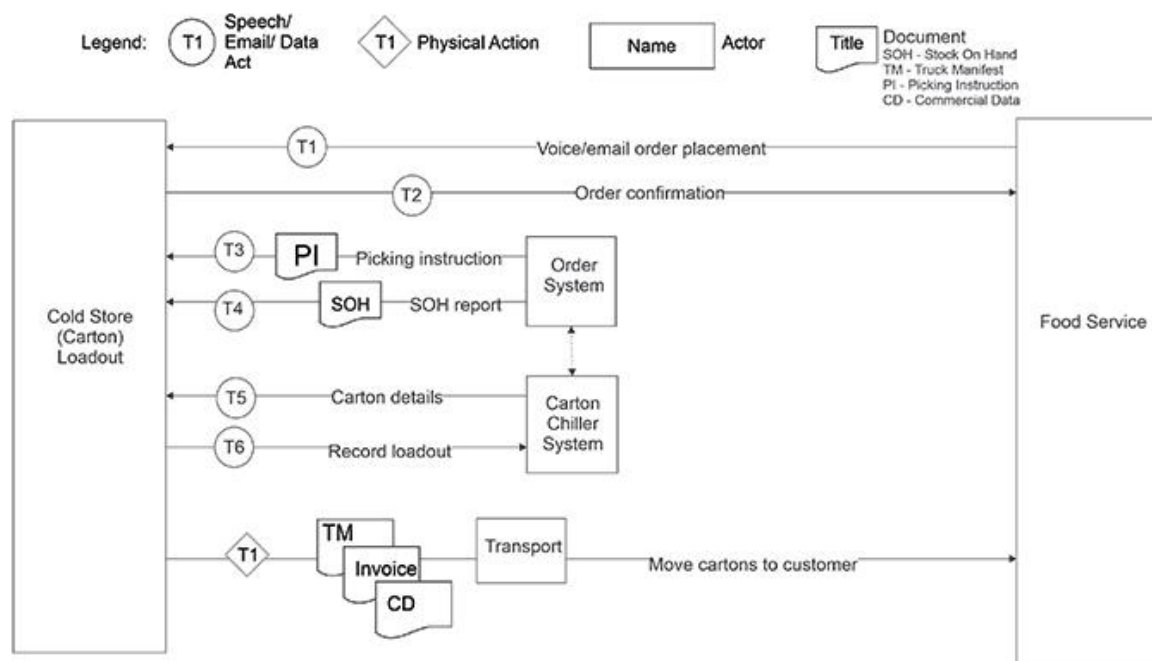 Legend:
T1
Speech/
Email/ Data
Act
T1
Physical Action
Name
Actor
Title
Document
SOH - Stock On Hand
TM - Truck Manifest
PI - Picking Instruction
CD - Commercial Data
Cold Store
(Carton)
Loadout
Food Service
T1
Voice/email order placement
T2
Order confirmation
T3
PI
Picking instruction
T4
SOH
SOH report
Order
System
T5
Carton details
T6
Record loadout
Carton
Chiller
System
T1
TM
Invoice
CD
Transport
Move cartons to customer